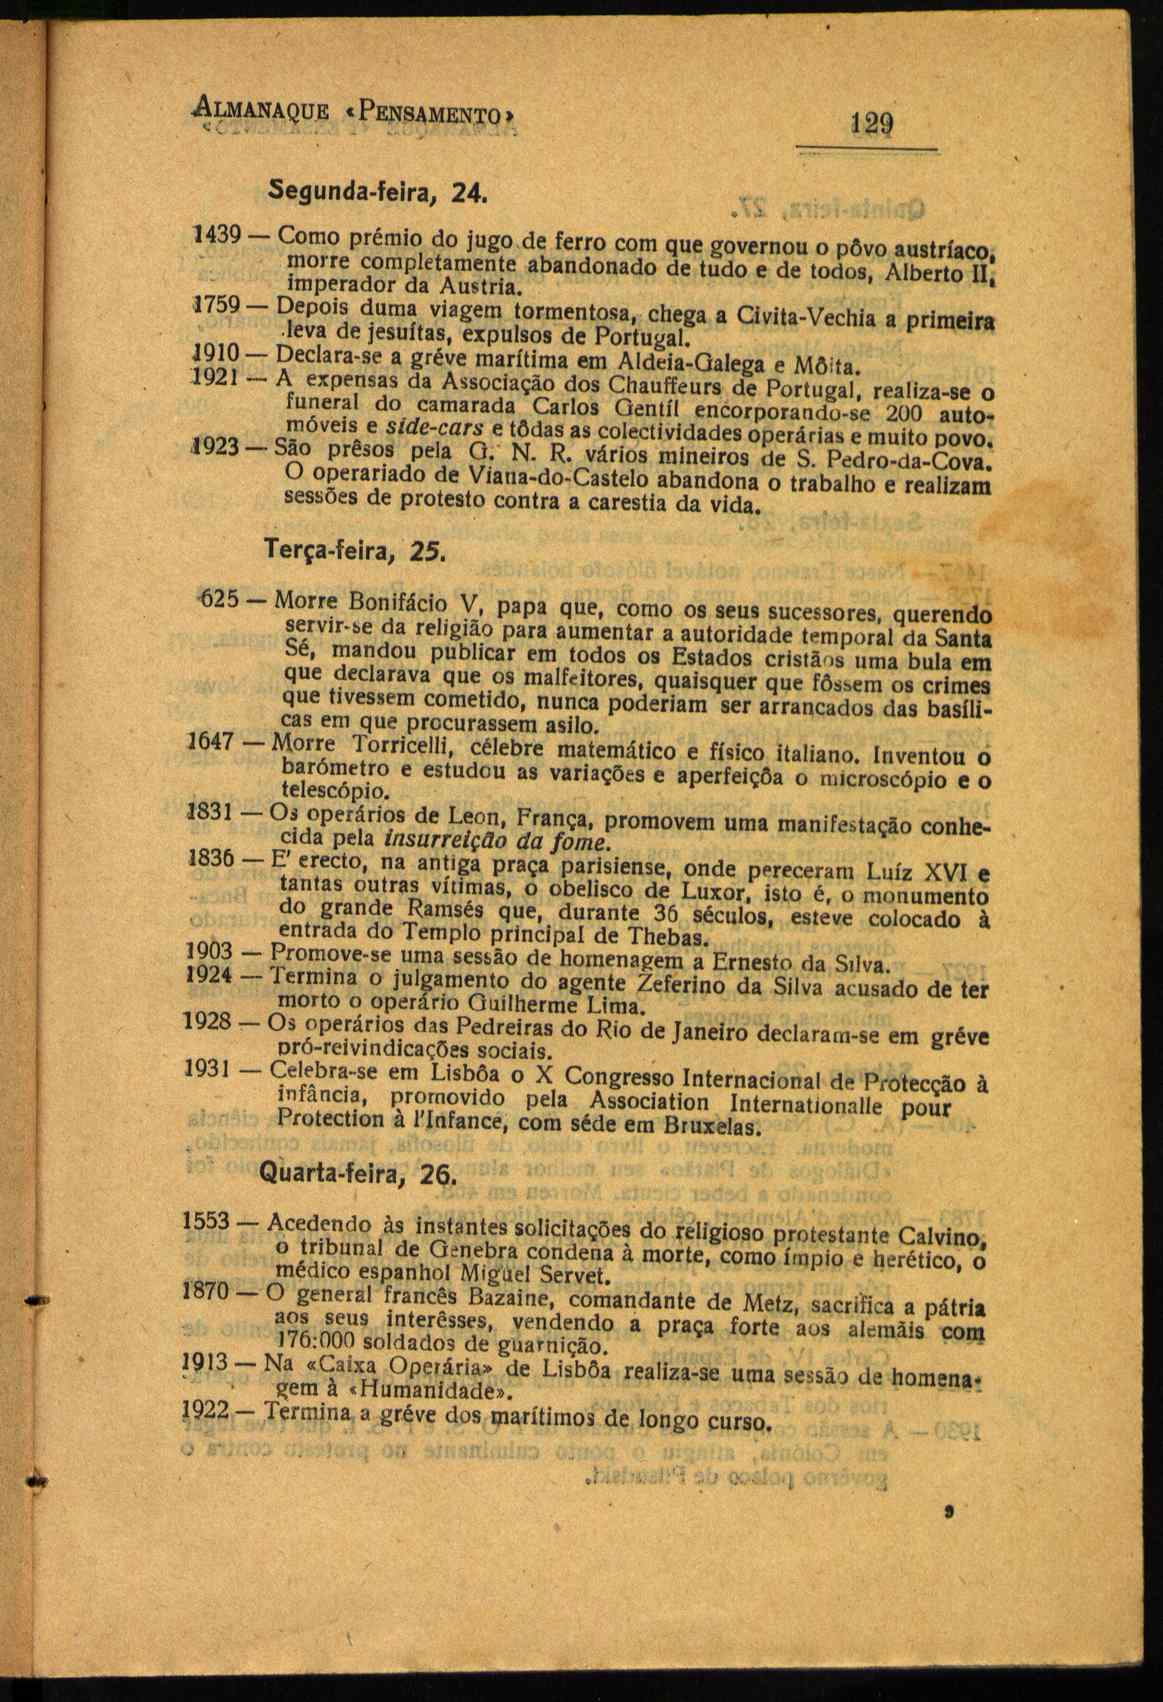 ALMANAQUE «PENSAMENTO»
129
Segunda-feira, 24.
1439 — Como prémio do jugo de ferro com que governou o pôvo austríaco,
morre completamente abandonado de tudo e de todos, Alberto II,
imperador da Austria.
1759 — Depois duma viagem tormentosa, chega a Civita-Vechia a primeira
leva de jesuítas, expulsos de Portugal.
1910 — Declara-se a gréve marítima em Aldeia-Galega e Môita.
1921 — A expensas da Associação dos Chauffeurs de Portugal, realiza-se o
funeral do camarada Carlos Gentíl encorporando-se 200 auto-
móveis e side-cars e tôdas as colectividades operárias e muito povo.
1923 — São prêsos pela G. N. R. vários mineiros de S. Pedro-da-Cova.
O operariado de Viana-do-Castelo abandona o trabalho e realizam
sessões de protesto contra a carestia da vida.
Terça-feira, 25.
625 — Morre Bonifácio V, papa que, como os seus sucessores, querendo
servir-se da religião para aumentar a autoridade temporal da Santa
Sé, mandou publicar em todos os Estados cristãos uma bula em
que declarava que os malfeitores, quaisquer que fôssem os crimes
que tivessem cometido, nunca poderiam ser arrancados das basíli-
cas em que procurassem asilo.
1647 — Morre Torricelli, célebre matemático e físico italiano. Inventou o
barómetro e estudou as variações e aperfeiçôa o microscópio e o
telescópio.
1831 — Os operários de Leon, França, promovem uma manifestação conhe-
cida pela insurreição da fome.
1836 — E' erecto, na antiga praça parisiense, onde pereceram Luíz XVI e
tantas outras vítimas, o obelisco de Luxor, isto é, o monumento
do grande Ramsés que, durante 36 séculos, esteve colocado à
entrada do Templo principal de Thebas.
1903 — Promove-se uma sessão de homenagem a Ernesto da Silva.
1924 — Termina o julgamento do agente Zeferino da Silva acusado de ter
morto o operário Guilherme Lima.
1928 — Os operários das Pedreiras do Rio de Janeiro declaram-se em gréve
pró-reivindicações sociais.
1931 — Celebra-se em Lisbôa o X Congresso Internacional de Protecção à
infância, promovido pela Association Internationalle pour
Protection à l'Infance, com séde em Bruxelas.
Quarta-feira, 26.
1553 — Acedendo às instantes solicitações do religioso protestante Calvino,
o tribunal de Genebra condena à morte, como ímpio e herético, o
médico espanhol Miguel Servet.
1870 — O general francês Bazaine, comandante de Metz, sacrifica a pátria
aos seus interêsses, vendendo a praça forte aos alemãis com
176:000 soldados de guarnição.
1913 — Na «Caixa Operária» de Lisbôa realiza-se uma sessão de homena-
gem à «Humanidade».
1922 — Termina a gréve dos marítimos de longo curso.
9